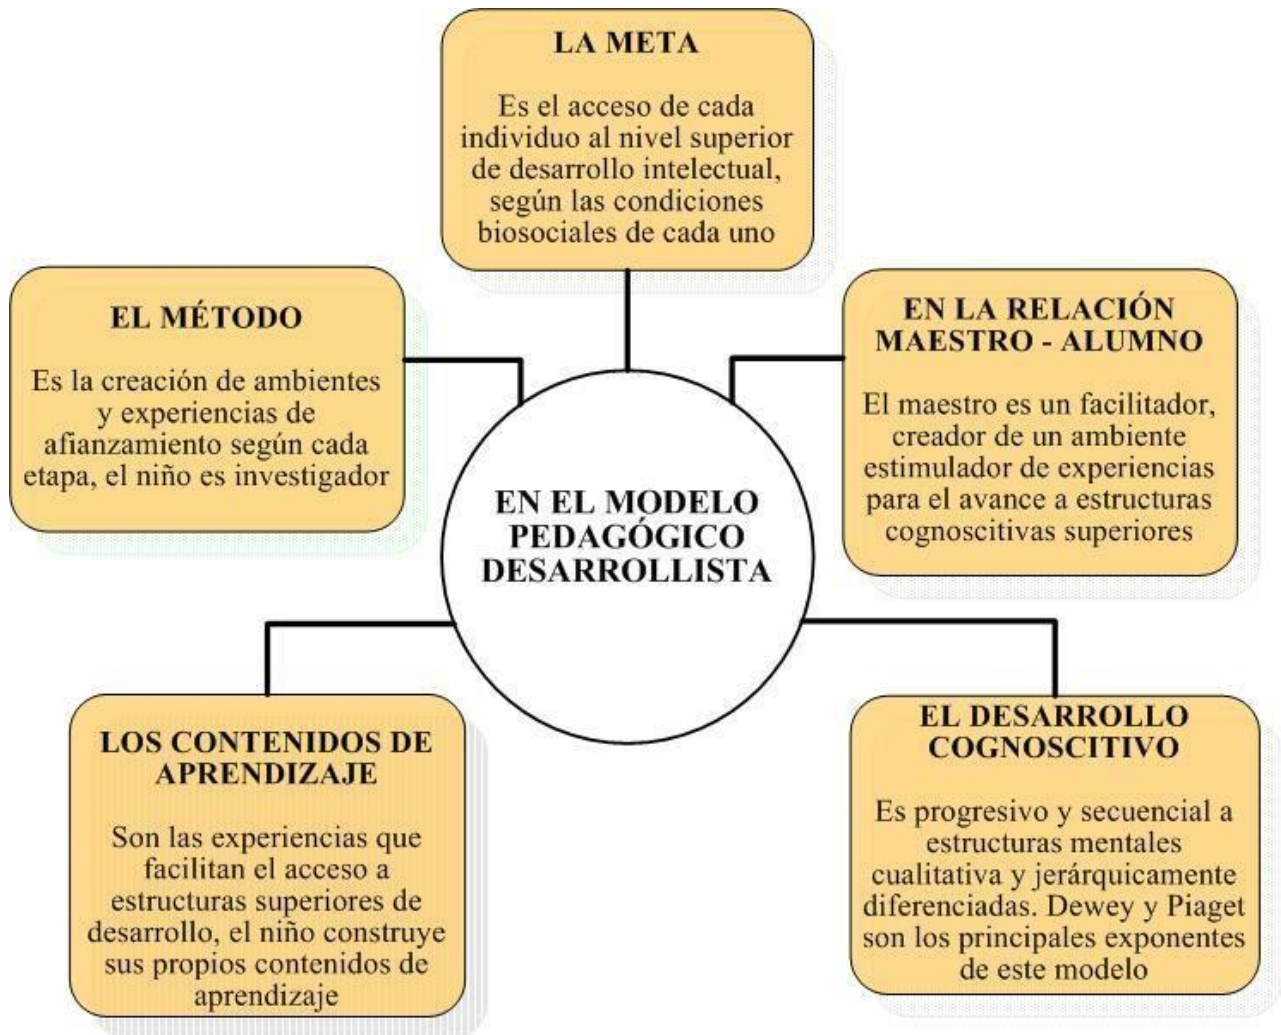 LA META
Es el acceso de cada
individuo al nivel superior
de desarrollo intelectual,
según las condiciones
biosociales de cada uno
EL MÉTODO
Es la creación de ambientes
y experiencias de
afianzamiento según cada
etapa, el niño es investigador
EN LA RELACIÓN
MAESTRO - ALUMNO
El maestro es un facilitador,
creador de un ambiente
estimulador de experiencias
para el avance a estructuras
cognoscitivas superiores
EN EL MODELO
PEDAGÓGICO
DESARROLLISTA
LOS CONTENIDOS DE
APRENDIZAJE
Son las experiencias que
facilitan el acceso a
estructuras superiores de
desarrollo, el niño construye
sus propios contenidos de
aprendizaje
EL DESARROLLO
COGNOSCITIVO
Es progresivo y secuencial a
estructuras mentales
cualitativa y jerárquicamente
diferenciadas. Dewey y Piaget
son los principales exponentes
de este modelo